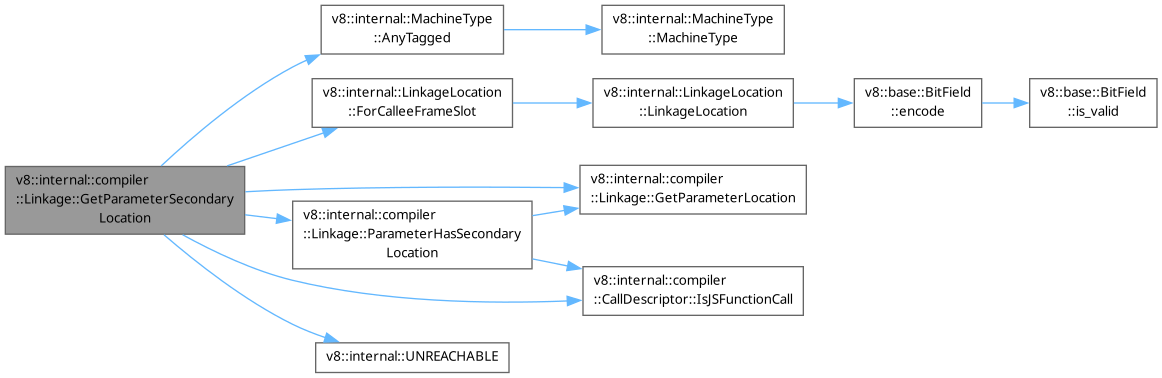 v8::internal::MachineType
::AnyTagged
v8::internal::MachineType
::MachineType
v8::internal::LinkageLocation
::ForCalleeFrameSlot
v8::internal::LinkageLocation
::LinkageLocation
v8::base::BitField
::encode
v8::base::BitField
::is_valid
v8::internal::compiler
::Linkage::GetParameterSecondary
Location
v8::internal::compiler
::Linkage::GetParameterLocation
v8::internal::compiler
::Linkage::ParameterHasSecondary
Location
v8::internal::compiler
::CallDescriptor::IsJSFunctionCall
v8::internal::UNREACHABLE